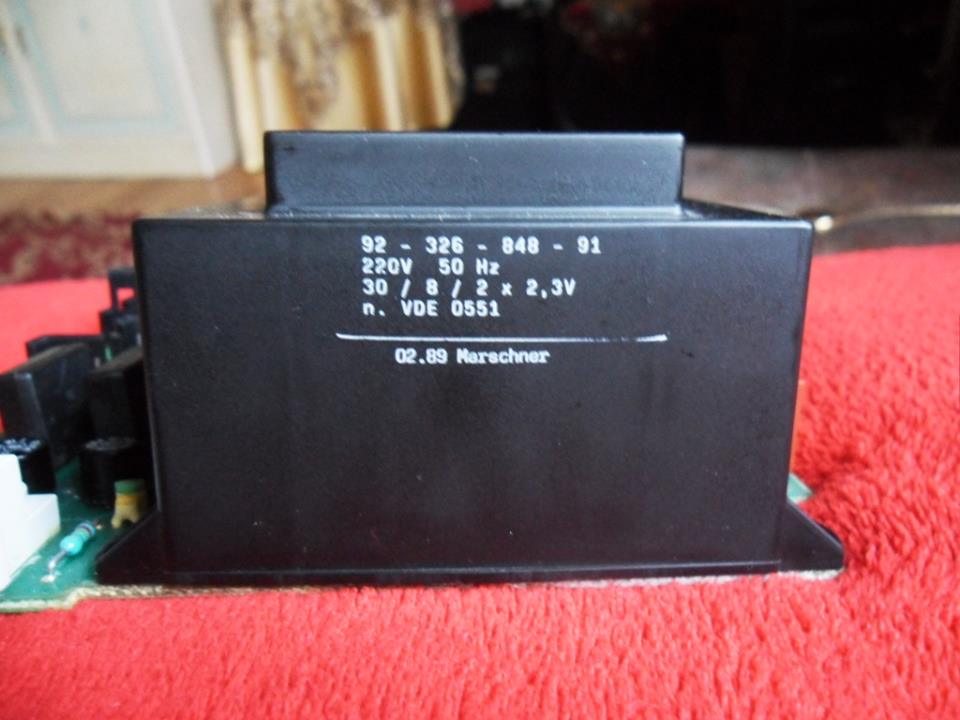 92 - 326 - 848 - 91
220V 50 Hz
30 / 8 / 2 x 2,3V
n. VDE 0551
02.89 Marschner